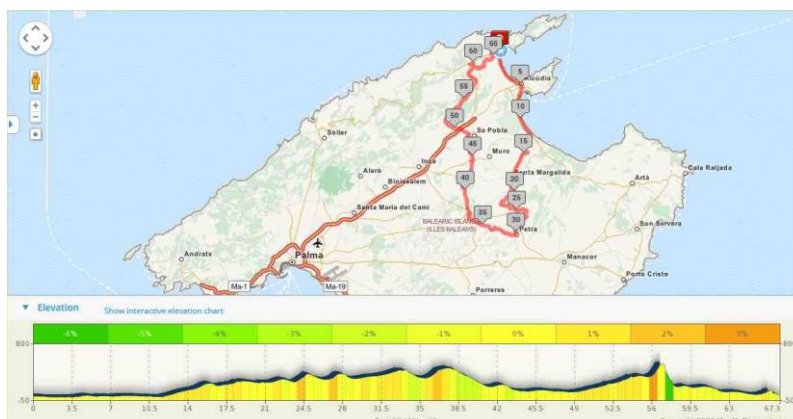 66
60
5
Alcúdia
55
10
50
Sa Pobla
Sóller
45
Muro
15
Inca
Alaró
Binissalem
40
20
Santa Margalida
Artà
Cala Ratjada
25
Santa Maria del Camí
35
30
BALEARIC ISLANDS
(ILLES BALEARS)
Petra
Son Servera
Andratx
Palma
Manacor
Porto Cristo
Ma-1
Ma-19
Porreres
Elevation
Show interactive elevation chart
-6% -5% -4% -3% -2% -1% 0% 1% 2% 3%
800 800
-50 -50
0 3.5 7 10.5 14 17.5 21 24.5 28 31.5 35 38.5 42 45.5 49 52.5 56 59.5 63 67.3